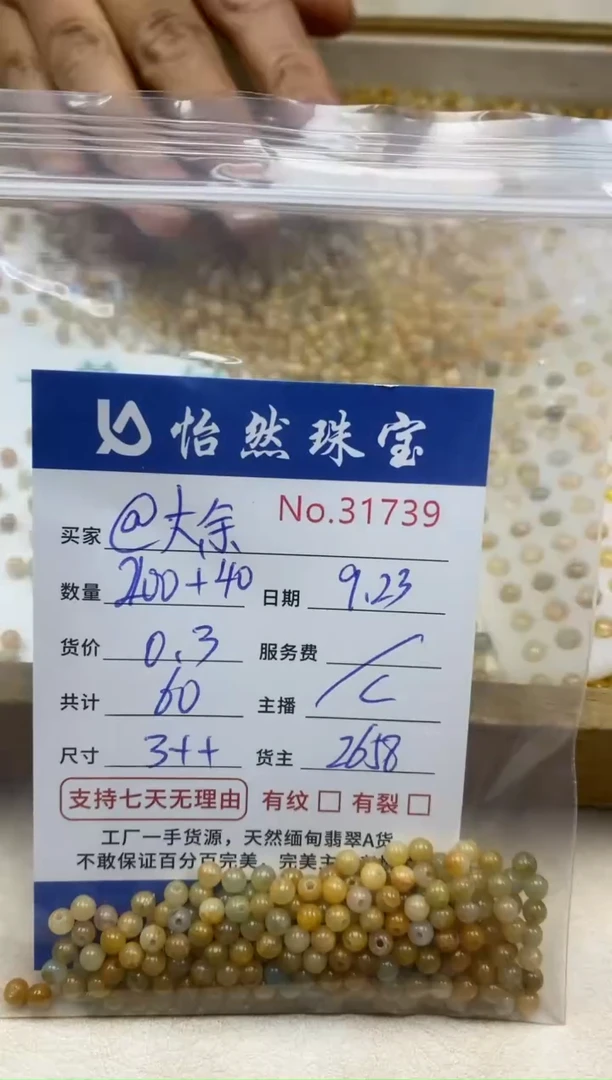 怡然珠宝
No.31739
买家 @大余
数量 200+40 日期 9.23
货价 0.3 服务费 /
共计 60 主播 C
尺寸 3++ 货主 2658
支持七天无理由 有纹 □ 有裂 □
工厂一手货源，天然缅甸翡翠A货
不敢保证百分百完美，完美主